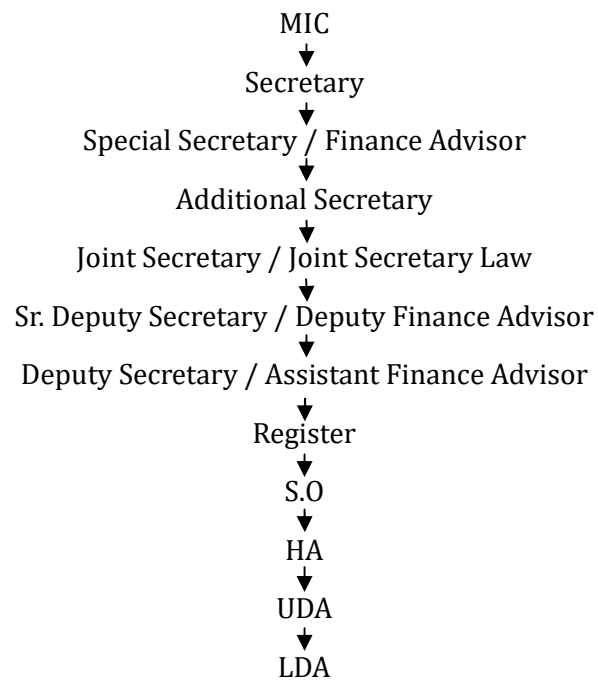 MIC
Secretary
Special Secretary / Finance Advisor
Additional Secretary
Joint Secretary / Joint Secretary Law
Sr. Deputy Secretary / Deputy Finance Advisor
Deputy Secretary / Assistant Finance Advisor
Register
S.O
HA
UDA
LDA